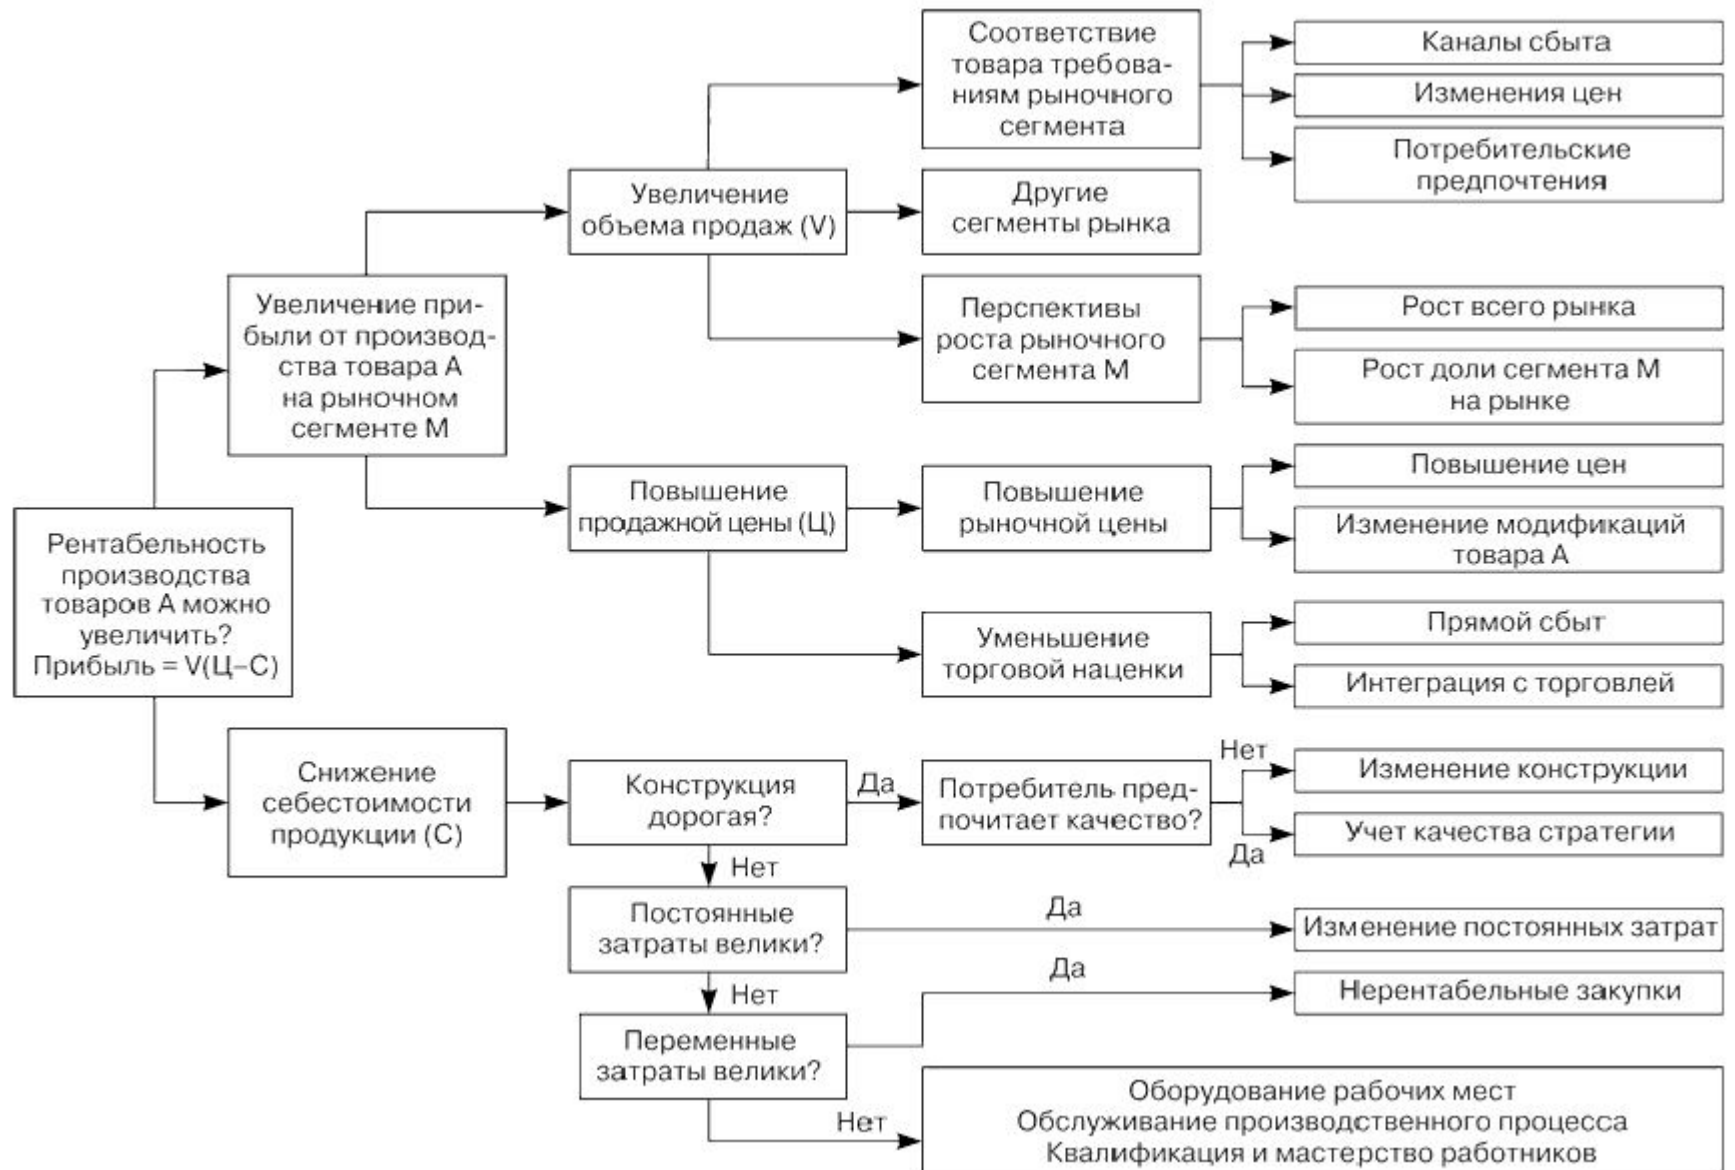 Соответствие
товара требова-
ниям рыночного
сегмента
Каналы сбыта
Изменения цен
Потребительские
предпочтения
Увеличение
объема продаж (V)
Другие
сегменты рынка
Увеличение при-
были от производ-
ства товара А
на рыночном
сегменте М
Перспективы
роста рыночного
сегмента М
Рост всего рынка
Рост доли сегмента М
на рынке
Повышение
продажной цены (Ц)
Повышение
рыночной цены
Повышение цен
Изменение модификаций
товара А
Рентабельность
производства
товаров А можно
увеличить?
Прибыль = V(Ц–С)
Уменьшение
торговой наценки
Прямой сбыт
Интеграция с торговлей
Снижение
себестоимости
продукции (С)
Конструкция
дорогая?
Да
Потребитель пред-
почитает качество?
Нет
Изменение конструкции
Да
Учет качества стратегии
Нет
Постоянные
затраты велики?
Да
Изменение постоянных затрат
Нет
Переменные
затраты велики?
Да
Нерентабельные закупки
Нет
Оборудование рабочих мест
Обслуживание производственного процесса
Квалификация и мастерство работников